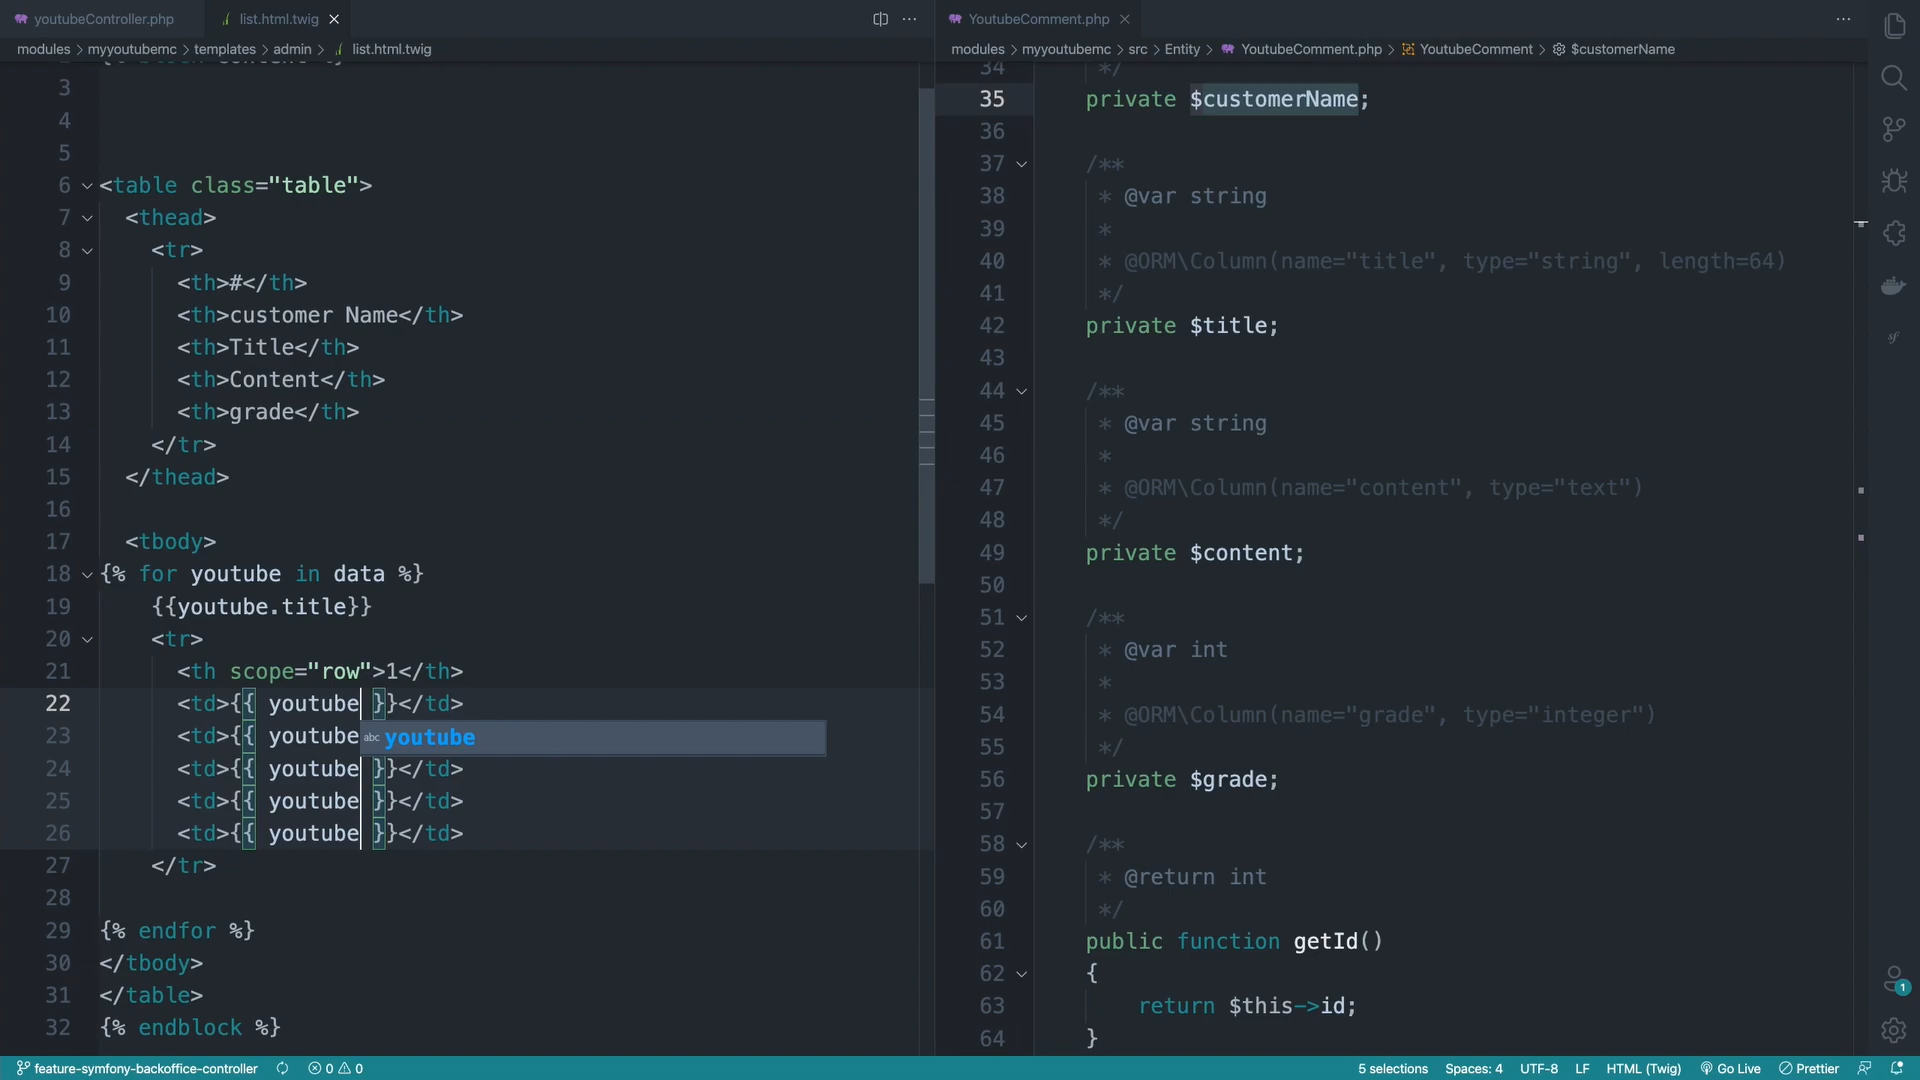 youtubeController.php
list.html.twig
modules > myyoutubemc > templates > admin > list.html.twig
3
4
5
6 <table class="table">
7 <thead>
8 <tr>
9 <th>#</th>
10 <th>customer Name</th>
11 <th>Title</th>
12 <th>Content</th>
13 <th>grade</th>
14 </tr>
15 </thead>
16
17 <tbody>
18 {% for youtube in data %}
19 {{youtube.title}}
20 <tr>
21 <th scope="row">1</th>
22 <td>{{ youtube }}</td>
23 <td>{{ youtube
abc youtube
24 <td>{{ youtube }}</td>
25 <td>{{ youtube }}</td>
26 <td>{{ youtube }}</td>
27 </tr>
28
29 {% endfor %}
30 </tbody>
31 </table>
32 {% endblock %}
YoutubeComment.php
modules > myyoutubemc > src > Entity > YoutubeComment.php > YoutubeComment > $customerName
34 */
35 private $customerName;
36
37 /**
38 * @var string
39 *
40 * @ORM\Column(name="title", type="string", length=64)
41 */
42 private $title;
43
44 /**
45 * @var string
46 *
47 * @ORM\Column(name="content", type="text")
48 */
49 private $content;
50
51 /**
52 * @var int
53 *
54 * @ORM\Column(name="grade", type="integer")
55 */
56 private $grade;
57
58 /**
59 * @return int
60 */
61 public function getId()
62 {
63 return $this->id;
64 }
sf
1
feature-symfony-backoffice-controller 0 0
5 selections Spaces: 4 UTF-8 LF HTML (Twig) Go Live Prettier